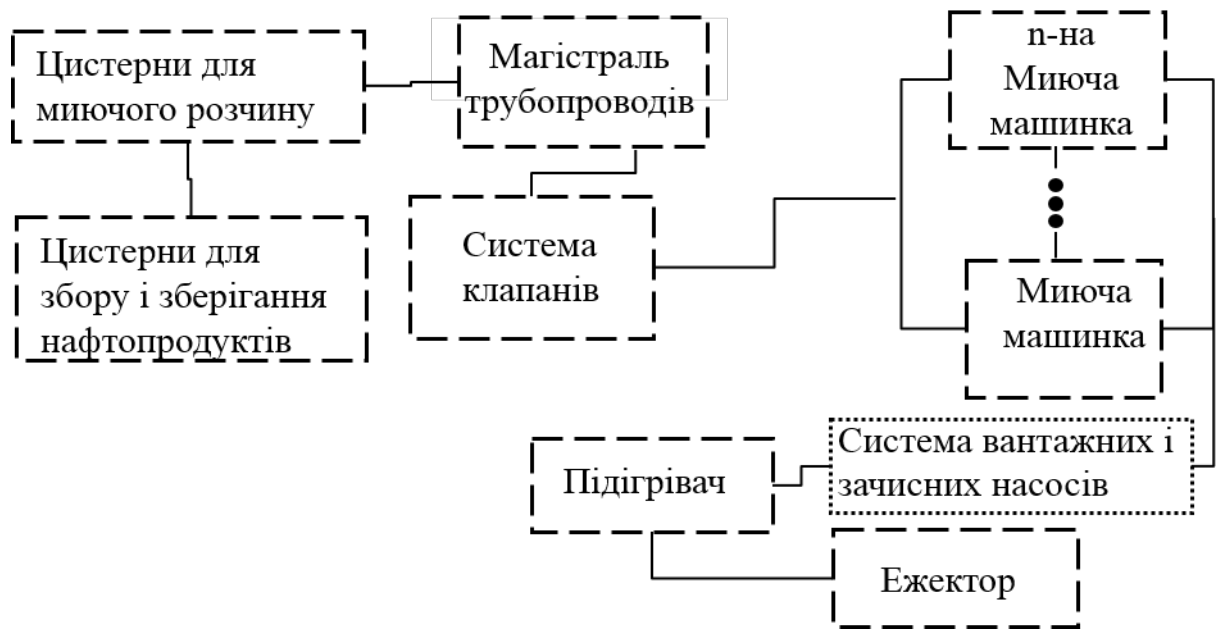 Цистерни для
миючого розчину
Магістраль
трубопроводів
n-на
Миюча
машинка
Цистерни для
збору і зберігання
нафтопродуктів
Система
клапанів
Миюча
машинка
Підігрівач
Система вантажних і
зачисних насосів
Ежектор